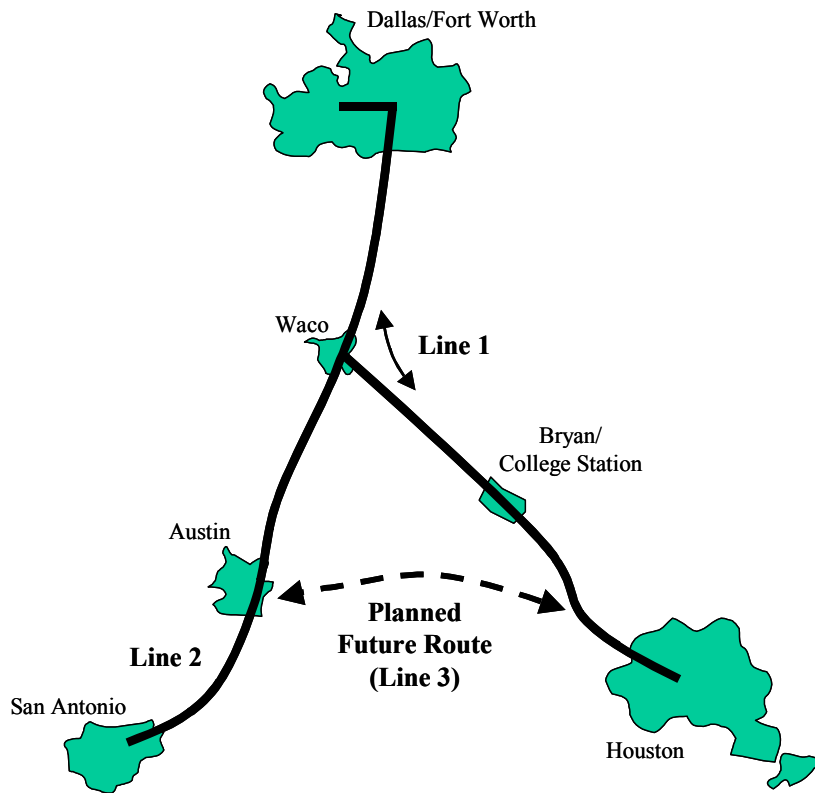 Dallas/Fort Worth
Waco
Line 1
Bryan/
College Station
Austin
Planned
Future Route
(Line 3)
Line 2
San Antonio
Houston